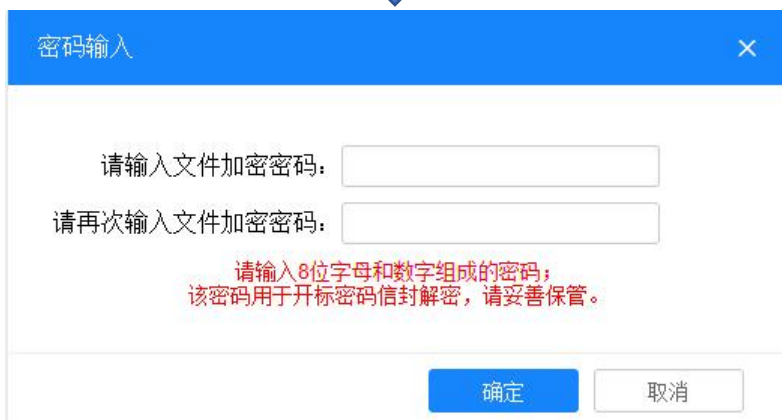 密码输入
请输入文件加密密码：
请再次输入文件加密密码：
请输入8位字母和数字组成的密码；
该密码用于开标密码信封解密，请妥善保管。
确定
取消